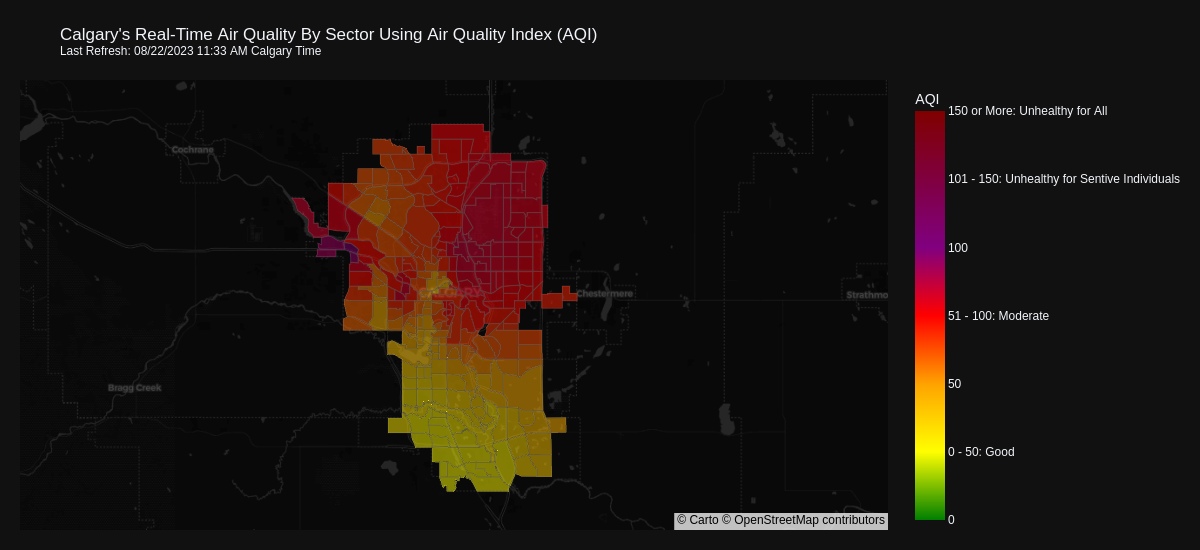 Calgary's Real-Time Air Quality By Sector Using Air Quality Index (AQI)
Last Refresh: 08/22/2023 11:33 AM Calgary Time
AQI
150 or More: Unhealthy for All
Cochrane
101 - 150: Unhealthy for Sentive Individuals
100
CALGARY
Chestermere
Strathmo
51 - 100: Moderate
Bragg Creek
50
0 - 50: Good
© Carto © OpenStreetMap contributors
0